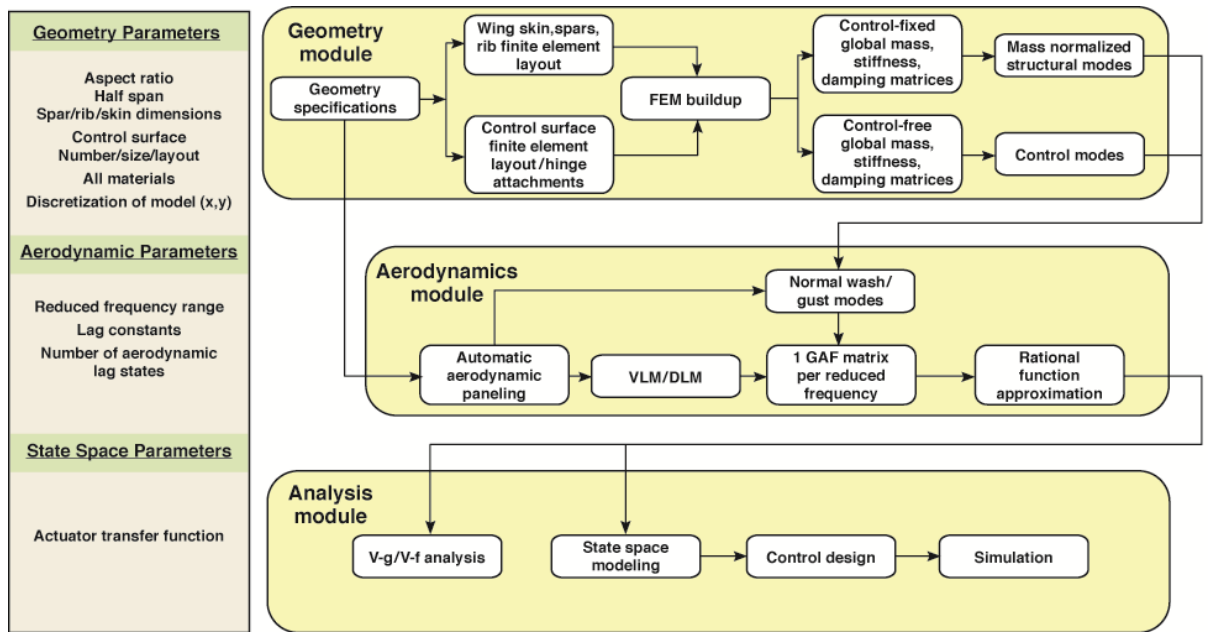 Geometry Parameters
Aspect ratio
Half span
Spar/rib/skin dimensions
Control surface
Number/size/layout
All materials
Discretization of model (x,y)
Aerodynamic Parameters
Reduced frequency range
Lag constants
Number of aerodynamic
lag states
State Space Parameters
Actuator transfer function
Geometry
module
Geometry
specifications
Wing skin,spars,
rib finite element
layout
Control surface
finite element
layout/hinge
attachments
FEM buildup
Control-fixed
global mass,
stiffness,
damping matrices
Mass normalized
structural modes
Control-free
global mass,
stiffness,
damping matrices
Control modes
Aerodynamics
module
Normal wash/
gust modes
Automatic
aerodynamic
paneling
VLM/DLM
1 GAF matrix
per reduced
frequency
Rational
function
approximation
Analysis
module
V-g/V-f analysis
State space
modeling
Control design
Simulation